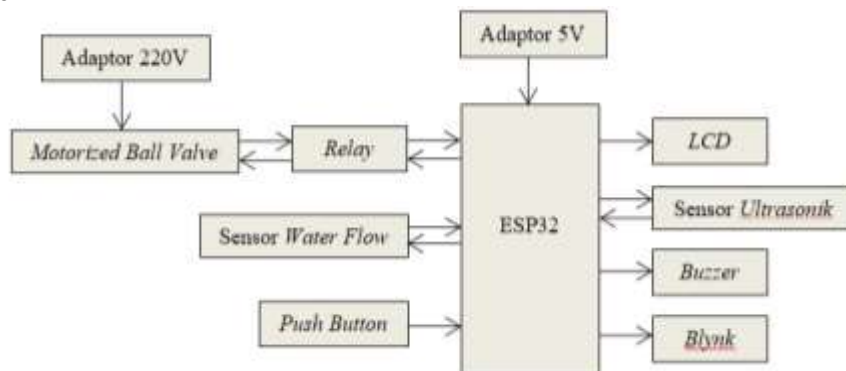 Adaptor 5V
Adaptor 220V
Motorized Ball Valve
Relay
LCD
Sensor Ultrasonik
Sensor Water Flow
ESP32
Buzzer
Push Button
Blynk